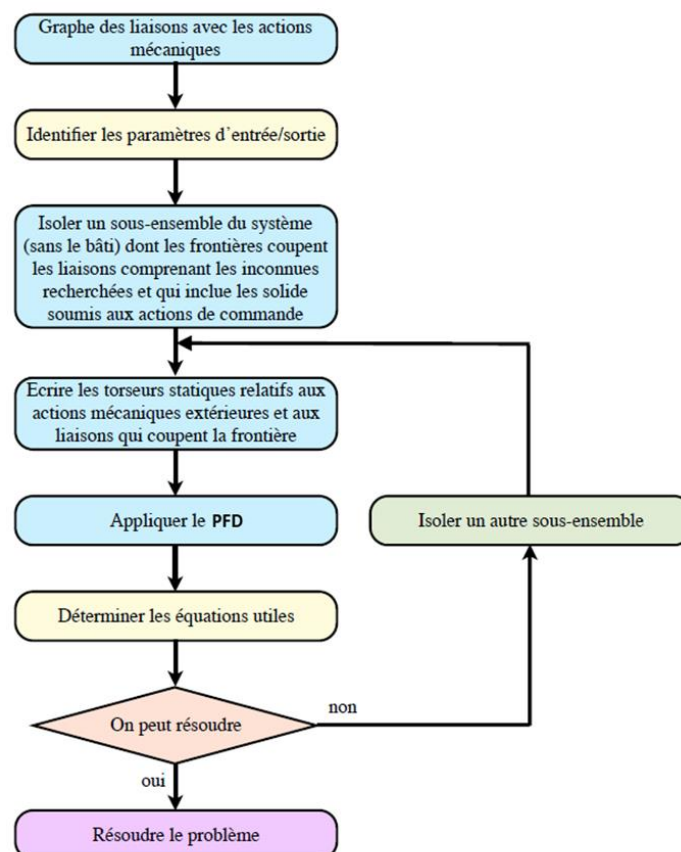 Graphe des liaisons avec les actions
mécaniques
Identifier les paramètres d'entrée/sortie
Isoler un sous-ensemble du système
(sans le bâti) dont les frontières coupent
les liaisons comprenant les inconnues
recherchées et qui inclue les solide
soumis aux actions de commande
Ecrire les torseurs statiques relatifs aux
actions mécaniques extérieures et aux
liaisons qui coupent la frontière
Appliquer le PFD
Isoler un autre sous-ensemble
Déterminer les équations utiles
On peut résoudre
non
oui
Résoudre le problème